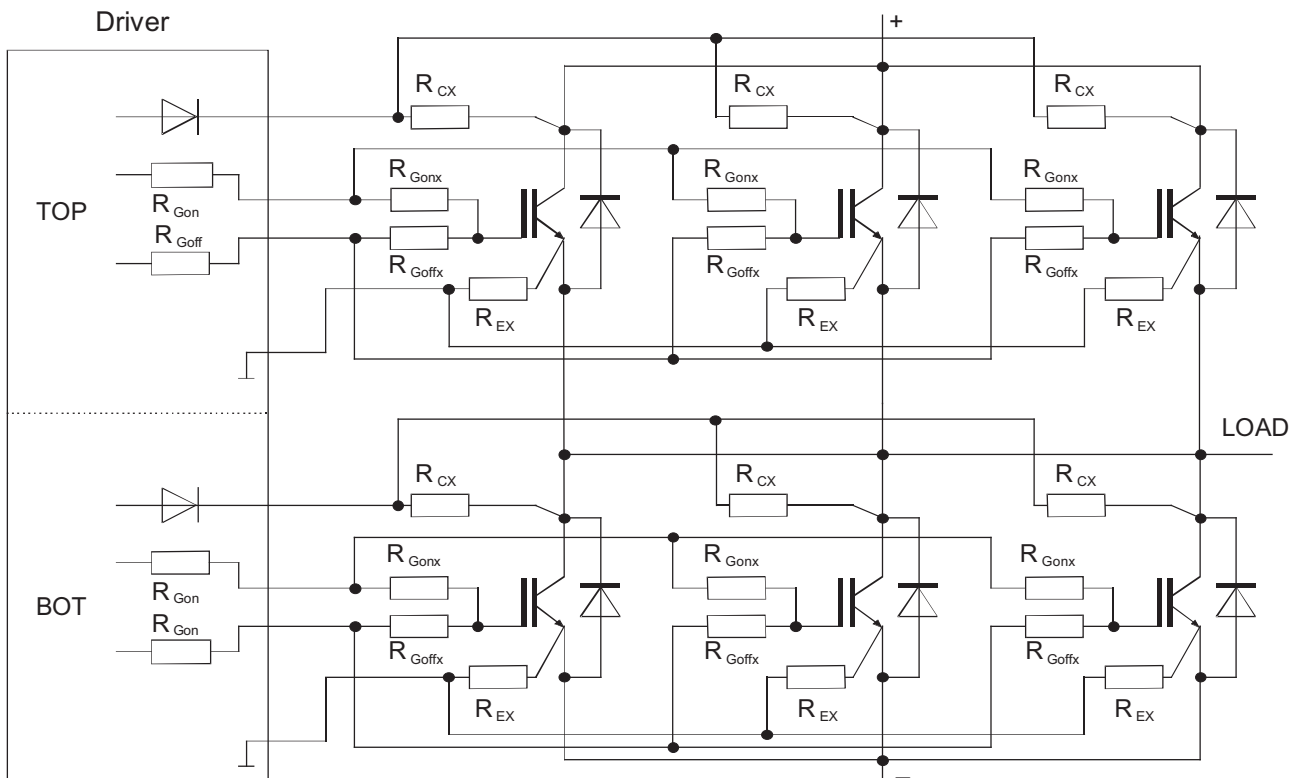 Driver
+
R CX R CX R CX
R Gonx R Gonx R Gonx
TOP
R Gon
R Goff
R Goffx R Goffx R Goffx
R EX R EX R EX
LOAD
R CX R CX R CX
R Gonx R Gonx R Gonx
BOT
R Gon
R Gon
R Goffx R Goffx R Goffx
R EX R EX R EX
–